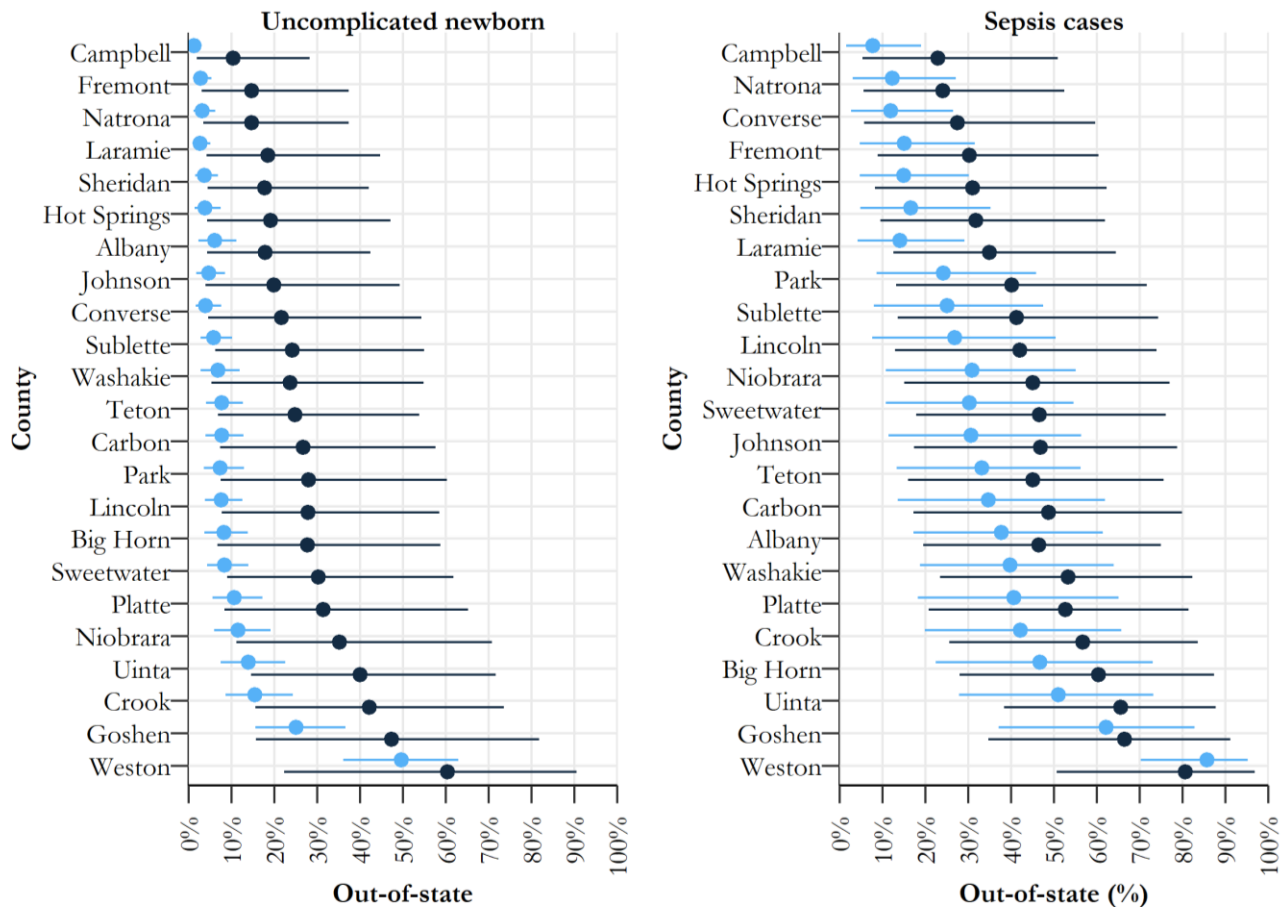 Uncomplicated newborn
County
Campbell
Fremont
Natrona
Laramie
Sheridan
Hot Springs
Albany
Johnson
Converse
Sublette
Washakie
Teton
Carbon
Park
Lincoln
Big Horn
Sweetwater
Platte
Niobrara
Uinta
Crook
Goshen
Weston
0%
10%
20%
30%
40%
50%
60%
70%
80%
90%
100%
Out-of-state
Sepsis cases
County
Campbell
Natrona
Converse
Fremont
Hot Springs
Sheridan
Laramie
Park
Sublette
Lincoln
Niobrara
Sweetwater
Johnson
Teton
Carbon
Albany
Washakie
Platte
Crook
Big Horn
Uinta
Goshen
Weston
0%
10%
20%
30%
40%
50%
60%
70%
80%
90%
100%
Out-of-state (%)